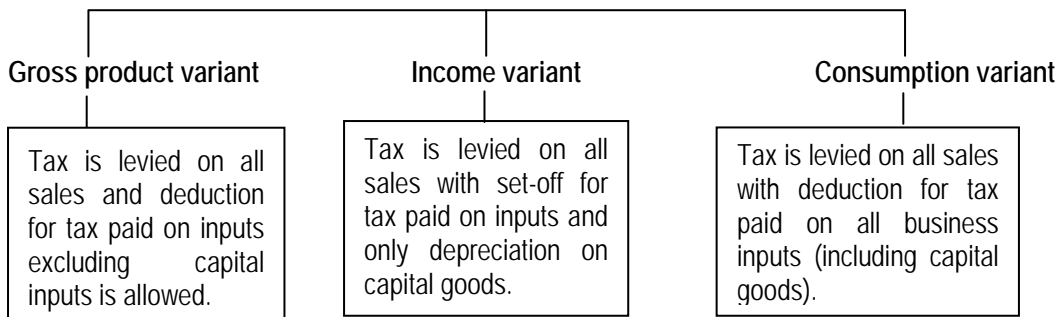 Gross product variant
Income variant
Consumption variant
Tax is levied on all
sales and deduction
for tax paid on inputs
excluding capital
inputs is allowed.
Tax is levied on all
sales with set-off for
tax paid on inputs and
only depreciation on
capital goods.
Tax is levied on all sales
with deduction for tax
paid on all business
inputs (including capital
goods).